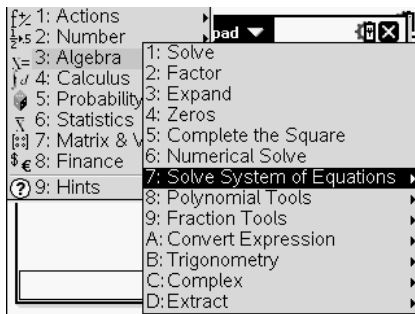 1: Actions
2: Number
3: Algebra
4: Calculus
5: Probability
6: Statistics
7: Matrix & V
8: Finance
9: Hints
pad
1: Solve
2: Factor
3: Expand
4: Zeros
5: Complete the Square
6: Numerical Solve
7: Solve System of Equations
8: Polynomial Tools
9: Fraction Tools
A: Convert Expression
B: Trigonometry
C: Complex
D: Extract